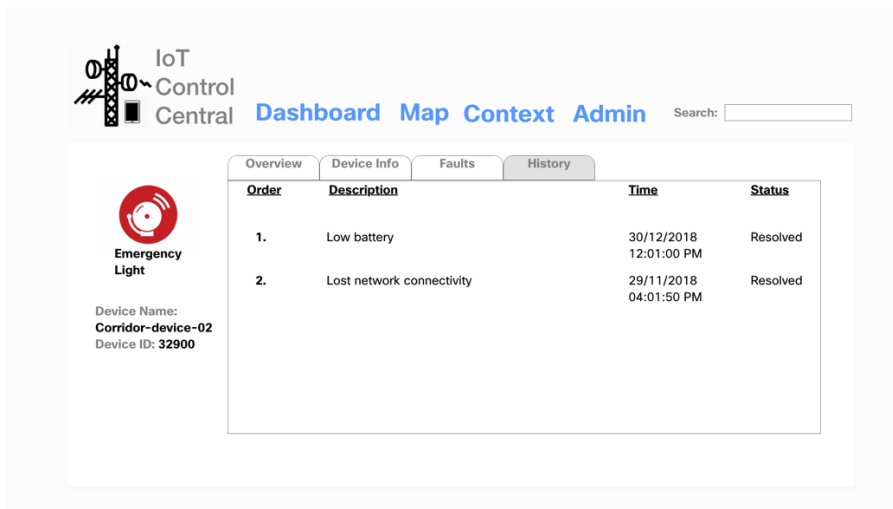 IoT
Control
Central
Dashboard Map Context Admin Search:
Overview Device Info Faults History
Order Description Time Status
1. Low battery 30/12/2018 Resolved
12:01:00 PM
2. Lost network connectivity 29/11/2018 Resolved
04:01:50 PM
Emergency
Light
Device Name:
Corridor-device-02
Device ID: 32900